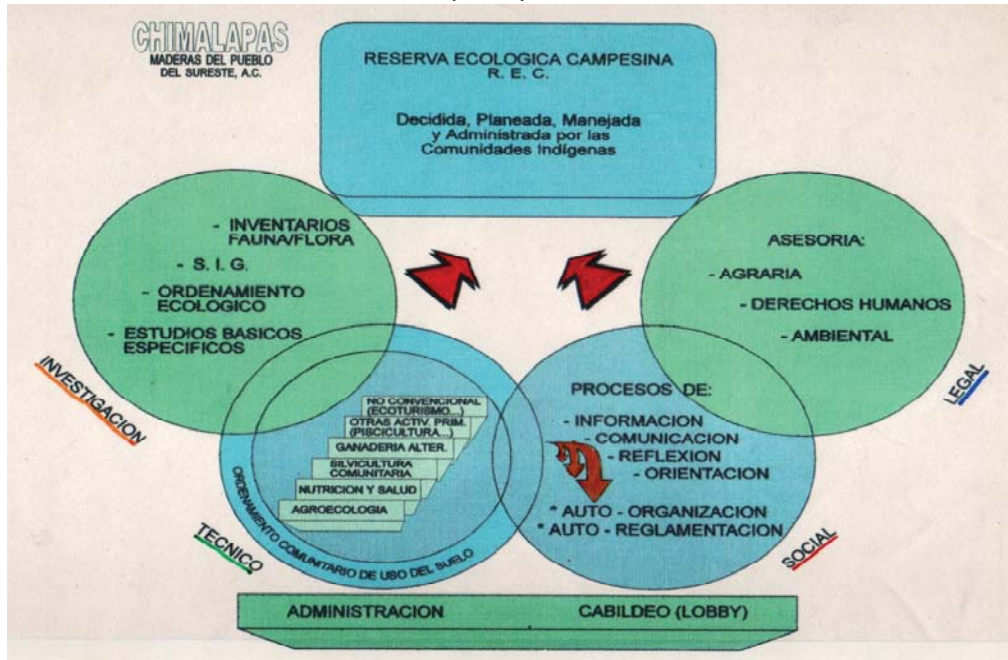 CHIMALAPAS
MADERAS DEL PUEBLO
DEL SURESTE, A.C.
RESERVA ECOLOGICA CAMPESINA
R. E. C.
Decidida, Planeada, Manejada
y Administrada por las
Comunidades Indígenas
- INVENTARIOS
FAUNA/FLORA
- S. I. G.
- ORDENAMIENTO
ECOLOGICO
- ESTUDIOS BASICOS
ESPECIFICOS
INVESTIGACION
ASESORIA:
- AGRARIA
- DERECHOS HUMANOS
- AMBIENTAL
LEGAL
NO CONVENCIONAL
(ECOTURISMO...)
OTRAS ACTIV. PRIM.
(PISCICULTURA...)
GANADERIA ALTER.
SILVICULTURA
COMUNITARIA
NUTRICION Y SALUD
AGROECOLOGIA
ORDENAMIENTO COMUNITARIO DE USO DEL SUELO
TECNICO
PROCESOS DE:
- INFORMACION
- COMUNICACION
- REFLEXION
- ORIENTACION
* AUTO - ORGANIZACION
* AUTO - REGLAMENTACION
SOCIAL
ADMINISTRACION
CABILDEO (LOBBY)